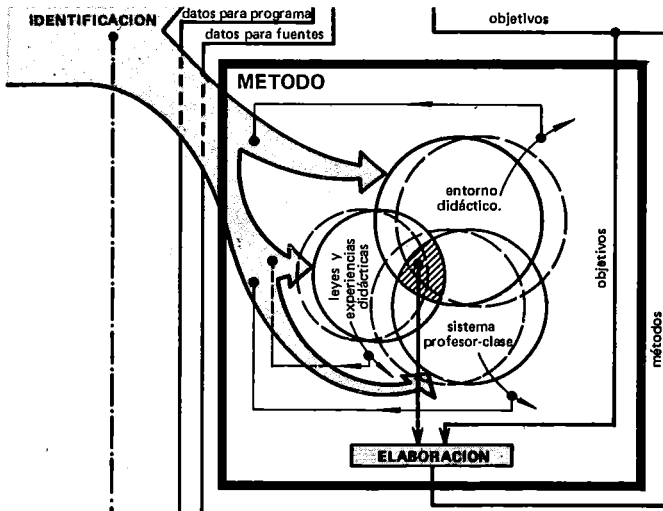 IDENTIFICACION
datos para programa
datos para fuentes
objetivos
METODO
entorno
didáctico.
leyes y
experiencias
didácticas
sistema
profesor-clase
objetivos
métodos
ELABORACION